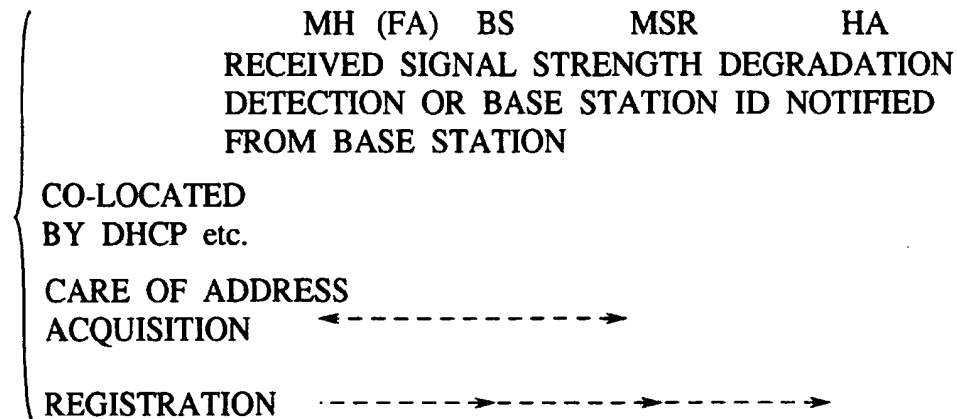 MH (FA) BS MSR HA
RECEIVED SIGNAL STRENGTH DEGRADATION
DETECTION OR BASE STATION ID NOTIFIED
FROM BASE STATION
CO-LOCATED
BY DHCP etc.
CARE OF ADDRESS
ACQUISITION
REGISTRATION